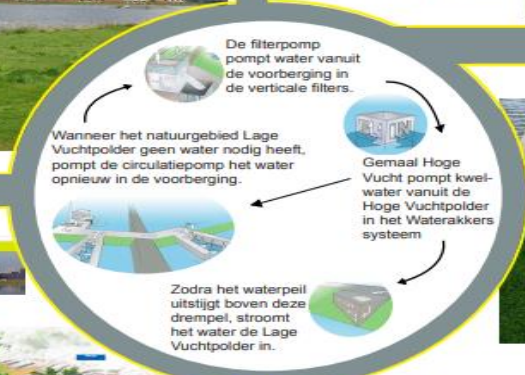 De filterpomp
pompt water vanuit
de voorberging in
de verticale filters.
Wanneer het natuurgebied Lage
Vuchtpolder geen water nodig heeft,
pompt de circulatiepomp het water
opnieuw in de voorberging.
Gemaal Hoge
Vucht pompt kwel-
water vanuit de
Hoge Vuchtpolder
in het Waterakkers
systeem
Zodra het waterpeil
uitstijgt boven deze
drempel, stroomt
het water de Lage
Vuchtpolder in.